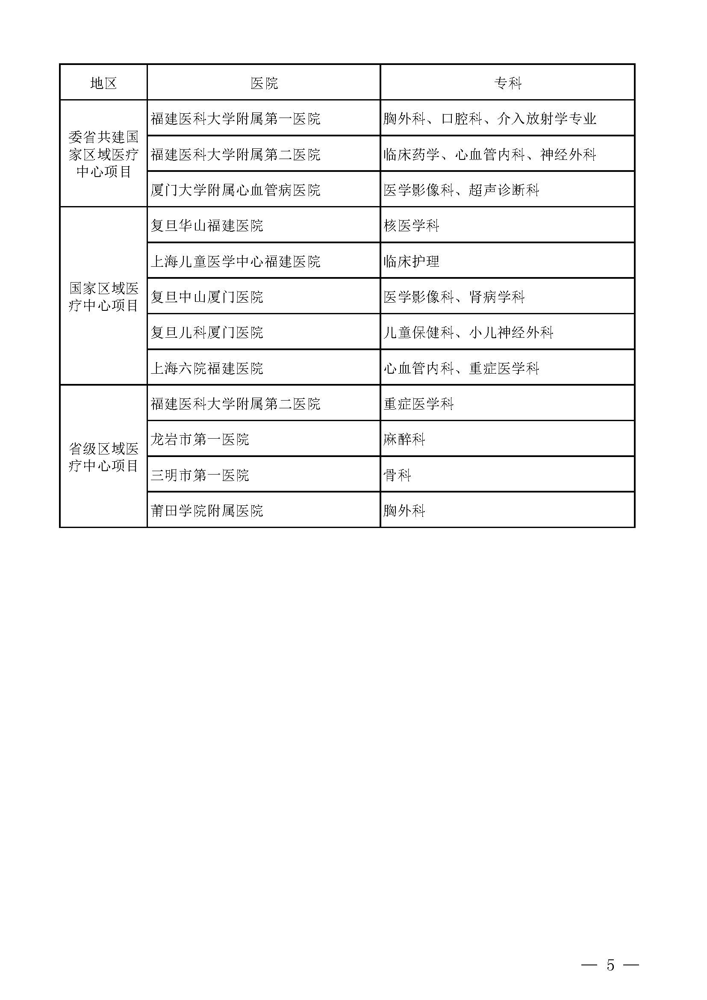 地区 医院 专科
委省共建国
家区域医疗
中心项目
福建医科大学附属第一医院 胸外科、口腔科、介入放射学专业
福建医科大学附属第二医院 临床药学、心血管内科、神经外科
厦门大学附属心血管病医院 医学影像科、超声诊断科
国家区域医
疗中心项目
复旦华山福建医院 核医学科
上海儿童医学中心福建医院 临床护理
复旦中山厦门医院 医学影像科、肾病学科
复旦儿科厦门医院 儿童保健科、小儿神经外科
上海六院福建医院 心血管内科、重症医学科
省级区域医
疗中心项目
福建医科大学附属第二医院 重症医学科
龙岩市第一医院 麻醉科
三明市第一医院 骨科
莆田学院附属医院 胸外科
— 5 —